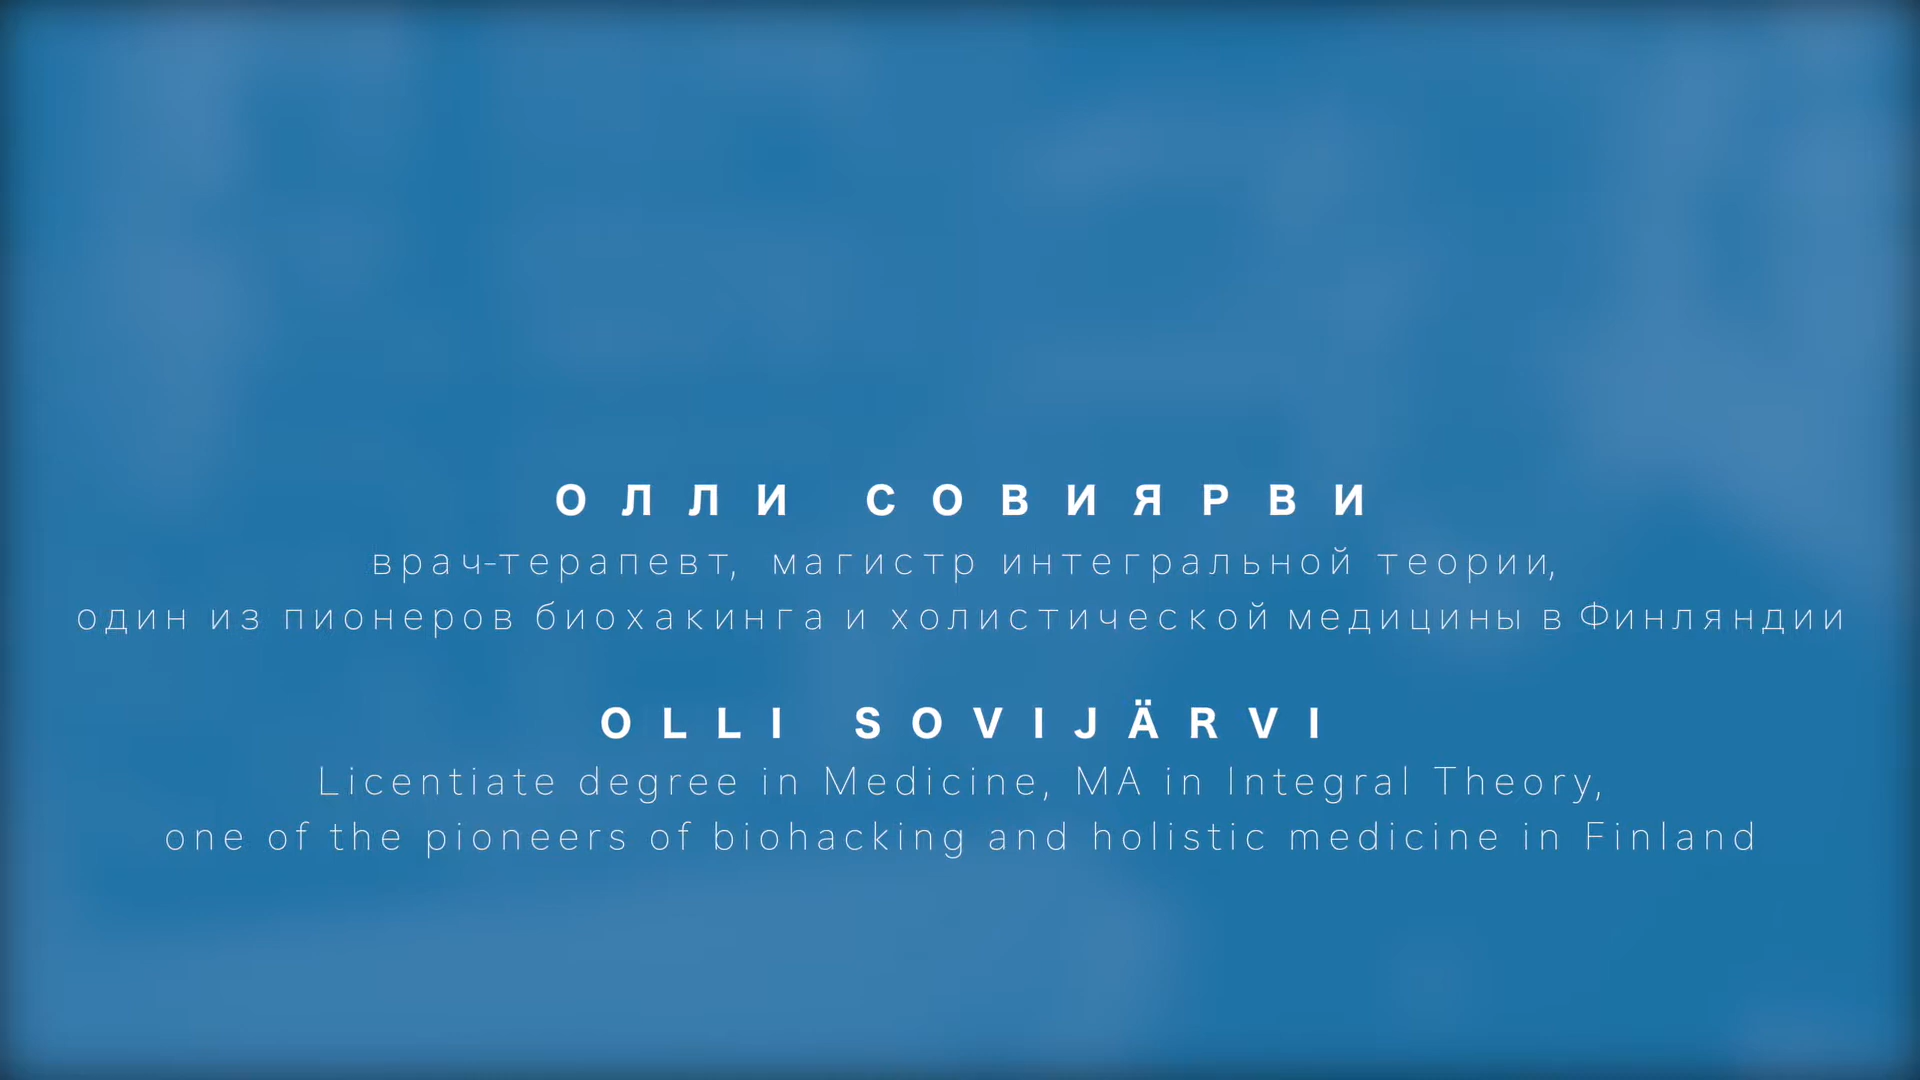 ОЛЛИ СОВИЯРВИ
врач-терапевт, магистр интегральной теории,
один из пионеров биохакинга и холистической медицины в Финляндии
OLLI SOVIJÄRVI
Licentiate degree in Medicine, MA in Integral Theory,
one of the pioneers of biohacking and holistic medicine in Finland